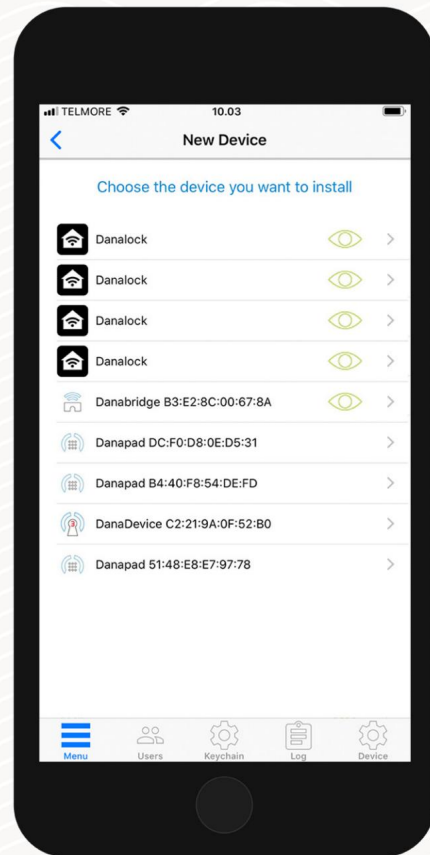 TELMORE 10.03
New Device
Choose the device you want to install
Danalock
Danalock
Danalock
Danalock
Danabridge B3:E2:8C:00:67:8A
Danapad DC:F0:D8:0E:D5:31
Danapad B4:40:F8:54:DE:FD
DanaDevice C2:21:9A:0F:52:B0
Danapad 51:48:E8:E7:97:78
Menu Users Keychain Log Device